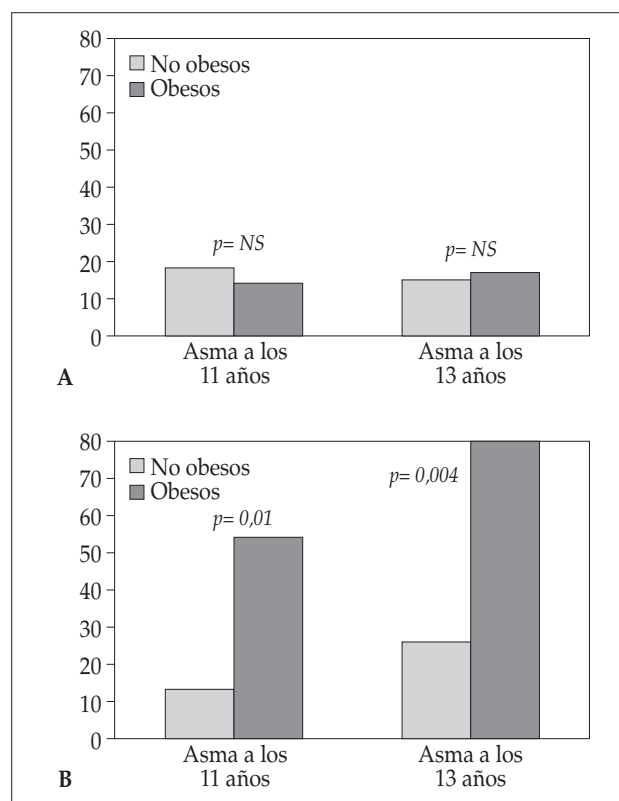 80
No obesos
70
Obesos
60
50
40
30
p= NS
p= NS
20
10
0
Asma a los
11 años
Asma a los
13 años
A
80
No obesos
70
Obesos
p= 0,004
60
p= 0,01
50
40
30
20
10
0
Asma a los
11 años
Asma a los
13 años
B